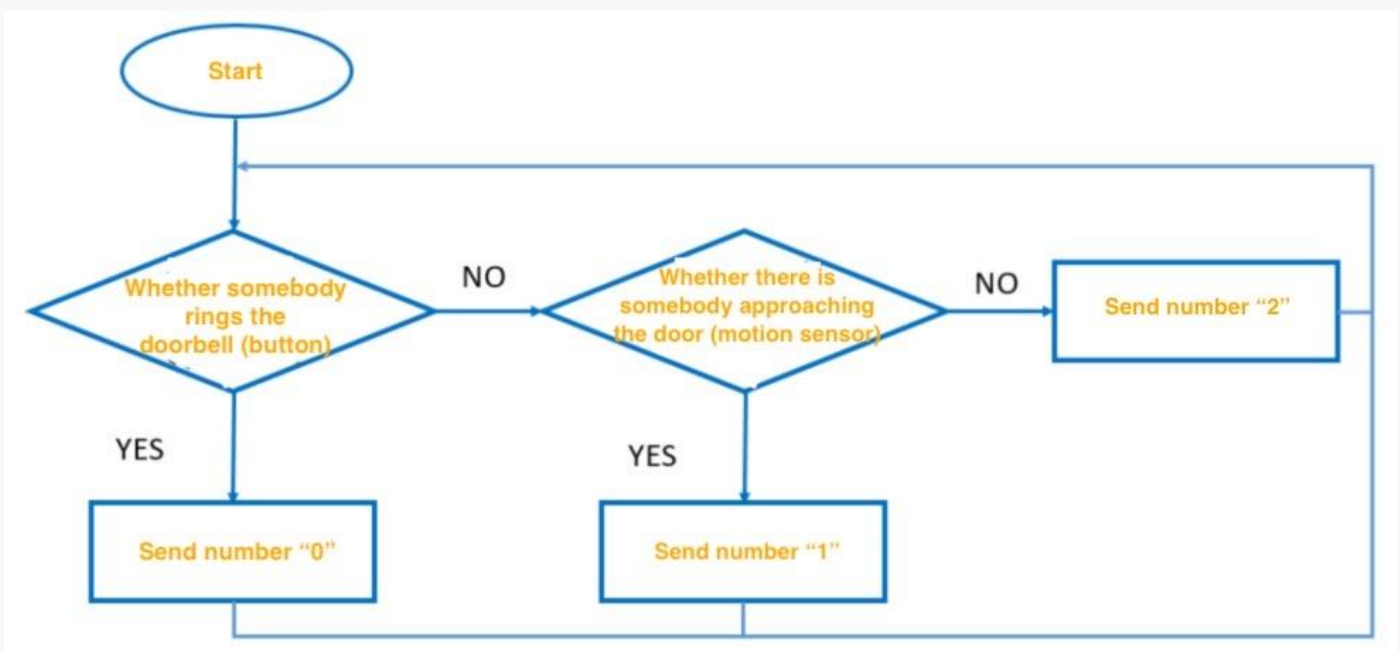 Start
Whether somebody
rings the
doorbell (button)
NO
Whether there is
somebody approaching
the door (motion sensor)
NO
Send number “2”
YES
YES
Send number “0”
Send number “1”